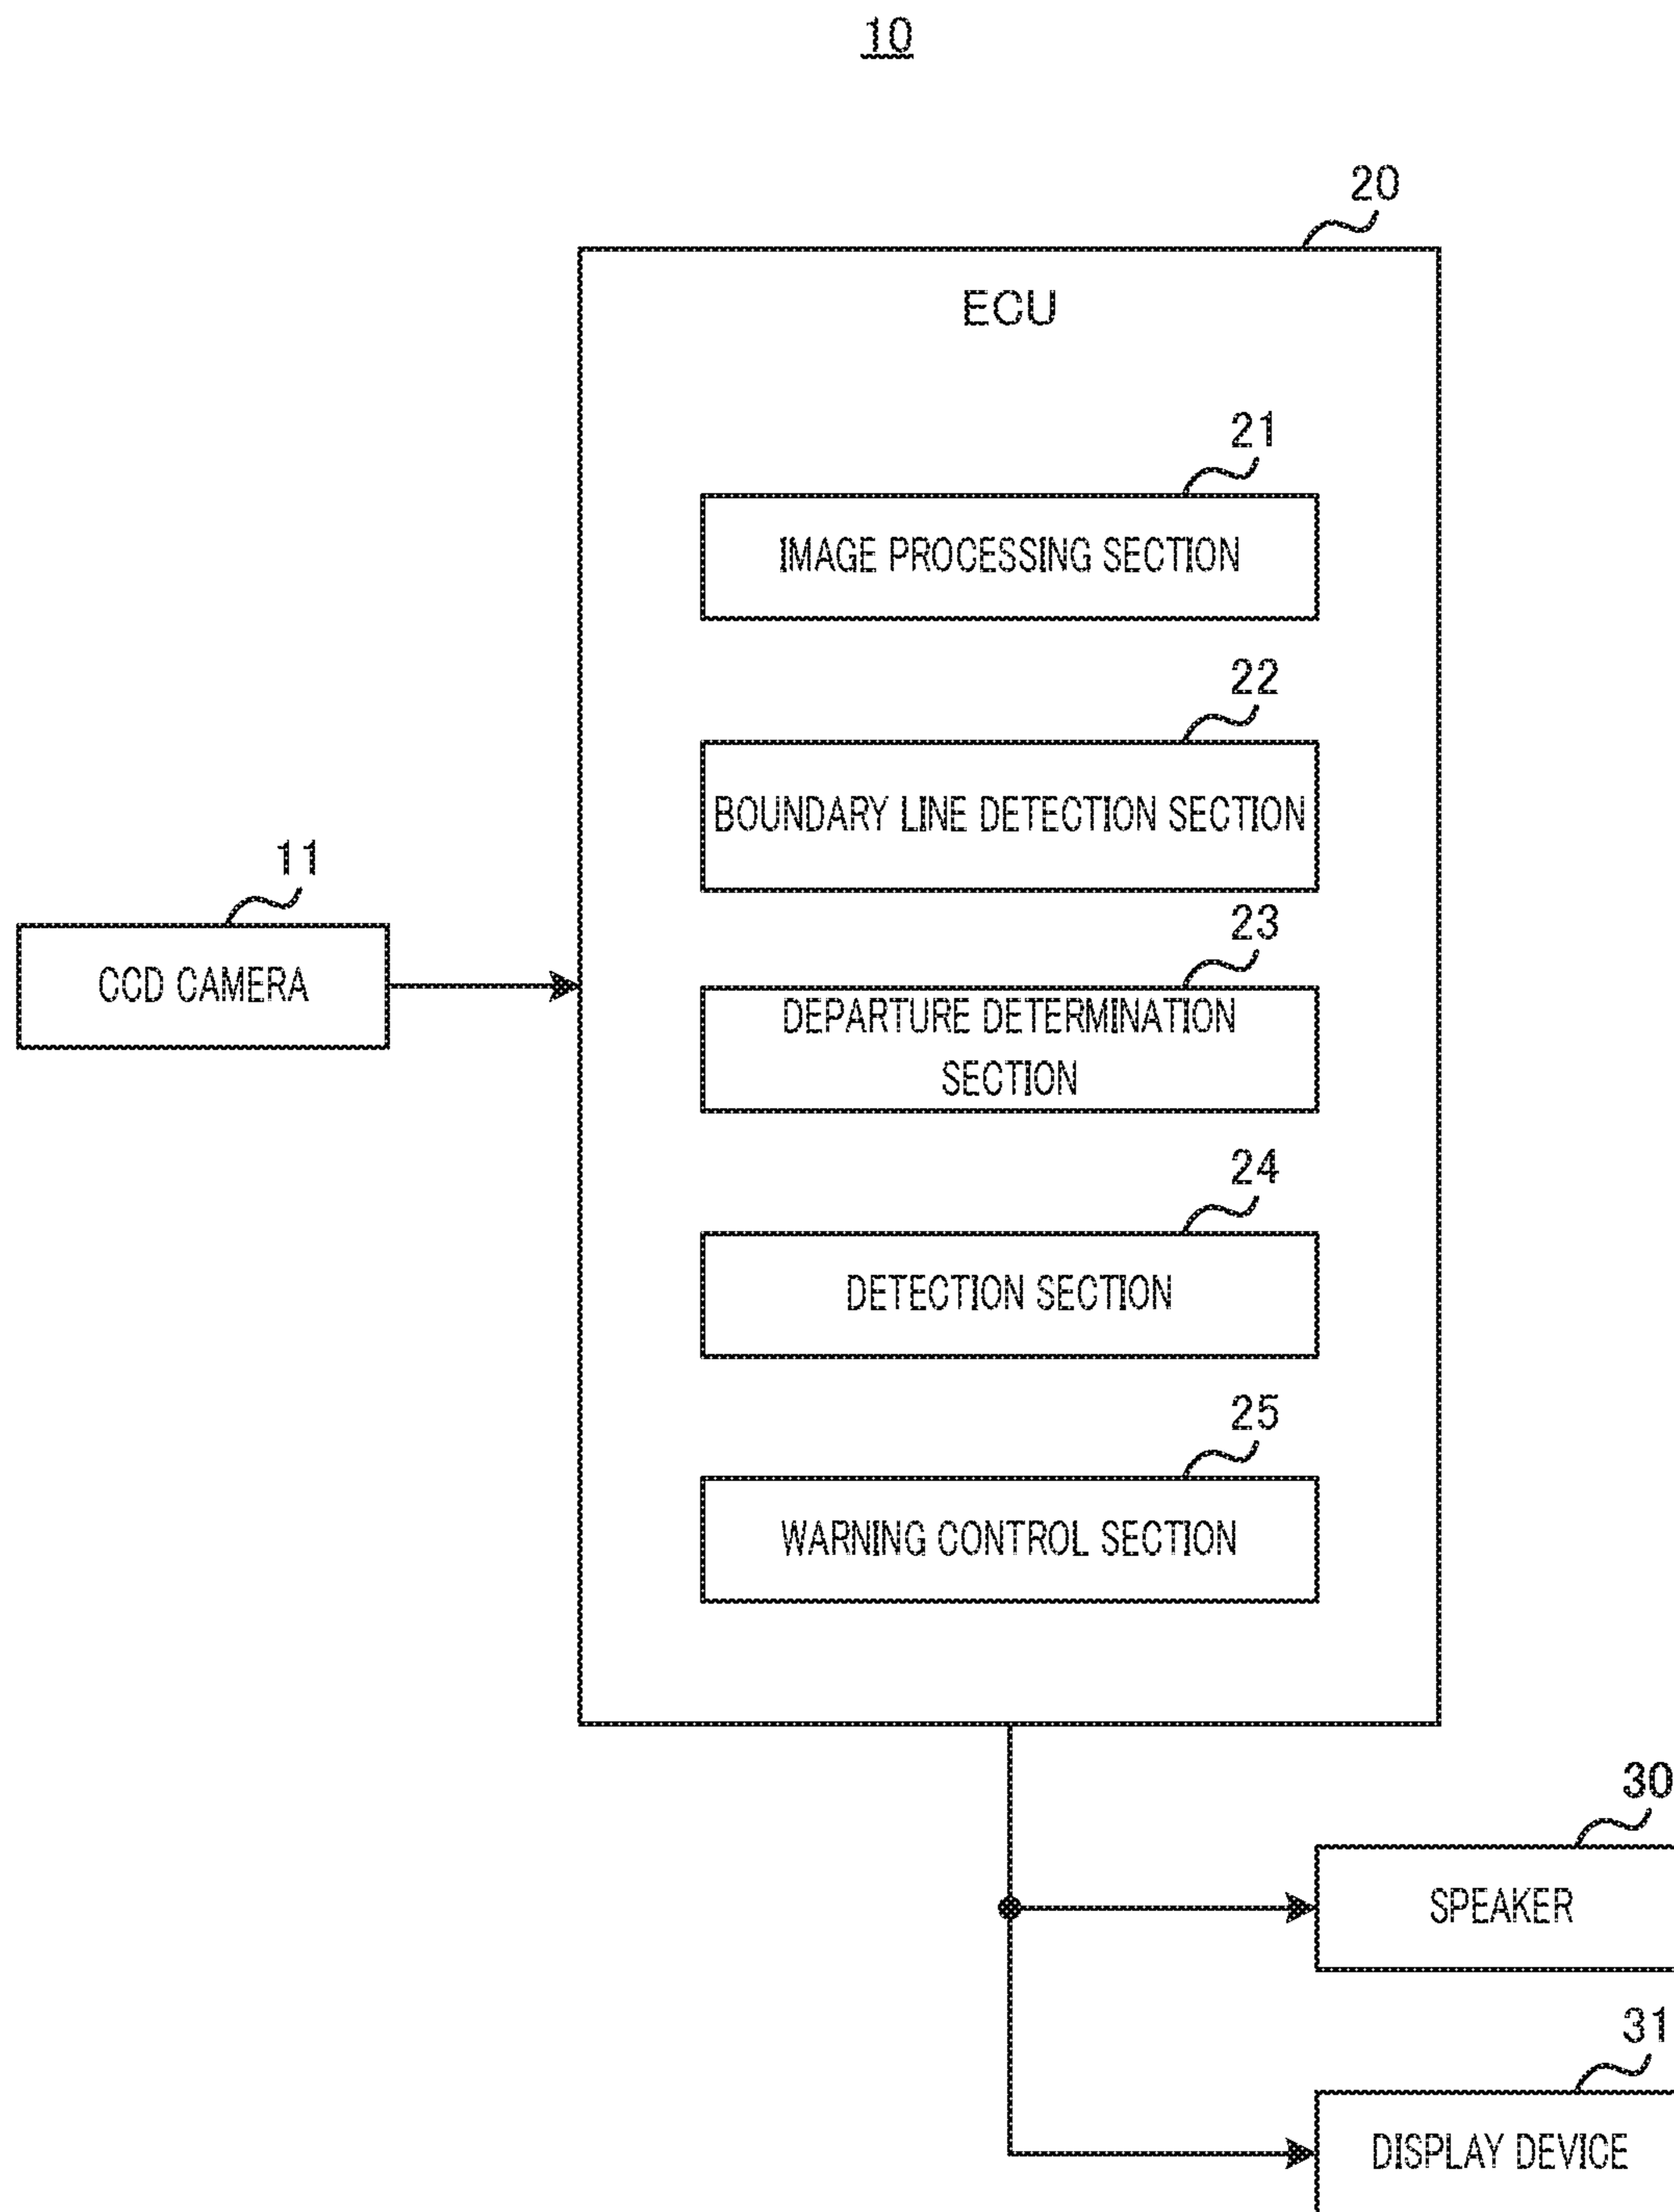 10
20
ECU
21
IMAGE PROCESSING SECTION
22
BOUNDARY LINE DETECTION SECTION
11
CCD CAMERA
23
DEPARTURE DETERMINATION
SECTION
24
DETECTION SECTION
25
WARNING CONTROL SECTION
30
SPEAKER
31
DISPLAY DEVICE